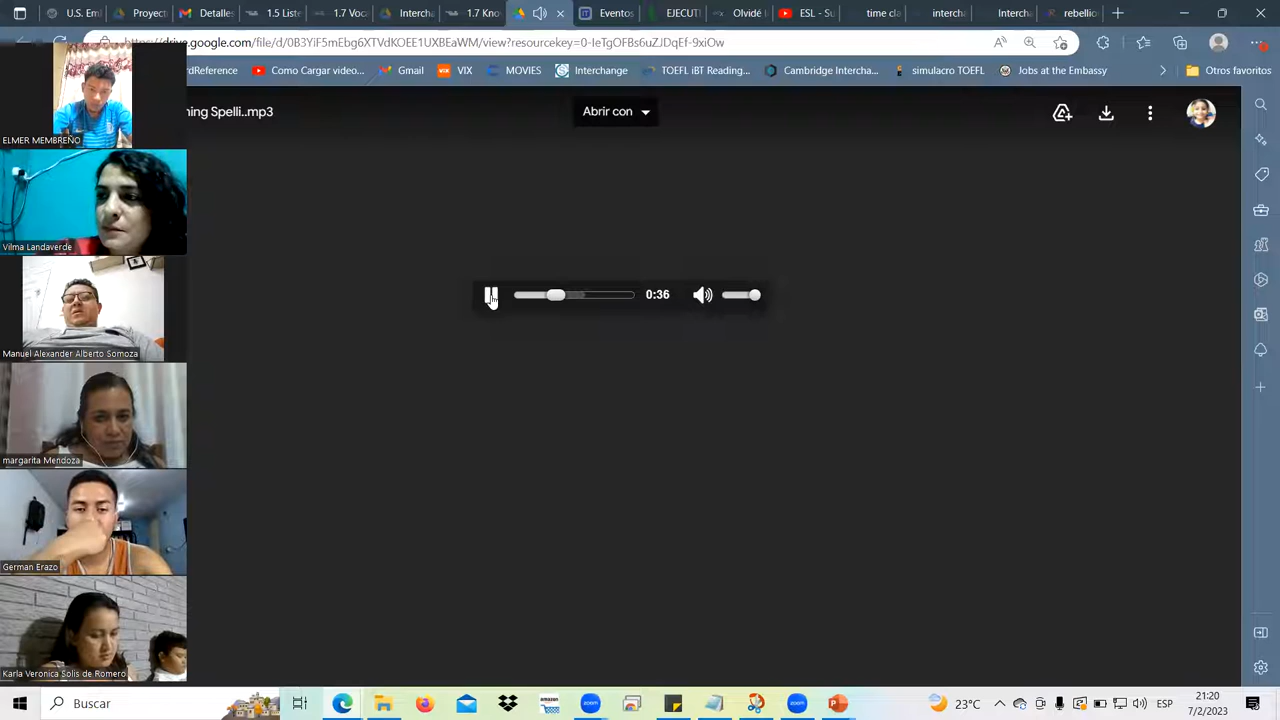 U.S. Em
Proyect
1.5 Liste
1.7 Voca
Intercha
1.7 Kno
Eventos
EJECUTI
Olvidé l
ESL - Su
time da
interch
Intercha
rebellio
https://drive.google.com/file/d/0B3YiF5mEbg6XTVdKOEE1UXBEaWM/view?resourcekey=0-IeTgOFBs6uZJDqEf-9xiOw
rdReference
Como Cargar video...
Gmail
VIX
MOVIES
Interchange
TOEFL iBT Reading...
Cambridge Intercha...
simulacro TOEFL
Jobs at the Embassy
Otros favoritos
ning Spelli..mp3
Abrir con
ELMER MEMBREÑO
Vilma Landaverde
0:36
Manuel Alexander Alberto Somoza
margarita Mendoza
German Erazo
Karla Veronica Solis de Romero
Buscar
23°C
ESP
21:20
7/2/2023